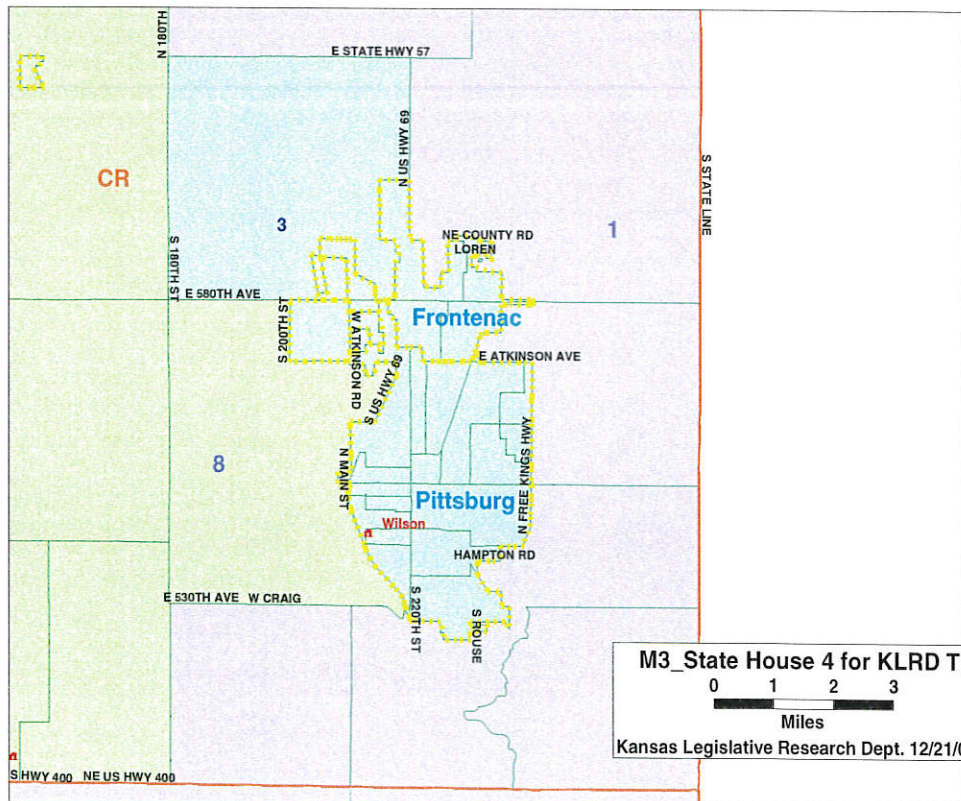 N 180TH
E STATE HWY 57
N US HWY 69
CR
S STATE LINE
3
NE COUNTY RD
LOREN
1
S 180TH ST
E 580TH AVE
Frontenac
S 200TH ST
W ATKINSON RD
E ATKINSON AVE
S US HWY 69
N FREE KINGS HWY
8
N MAIN ST
Pittsburg
Wilson
HAMPTON RD
E 530TH AVE W CRAIG
S 220TH ST
S ROUSE
M3_State House 4 for KLRD T
0 1 2 3
Miles
Kansas Legislative Research Dept. 12/21/0
S HWY 400 NE US HWY 400